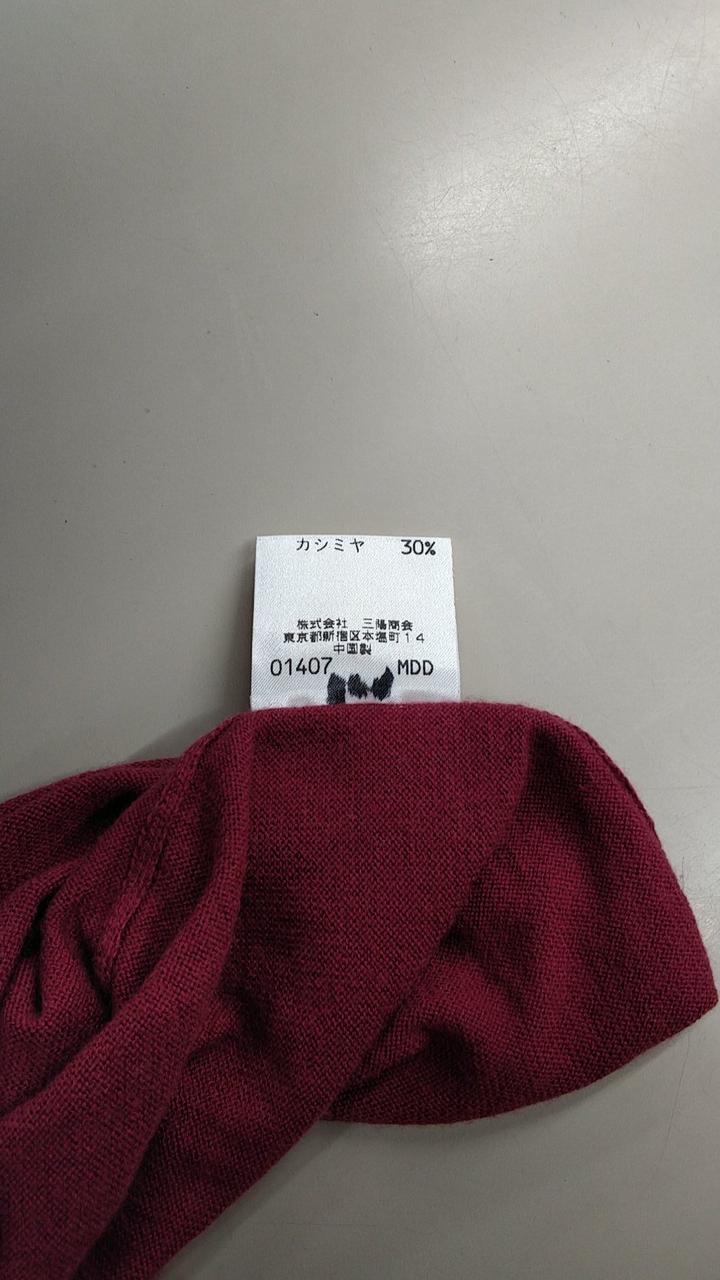 カシミヤ 30%
株式会社 三陽商会
東京都新宿区本塩町14
中国製
01407 MDD